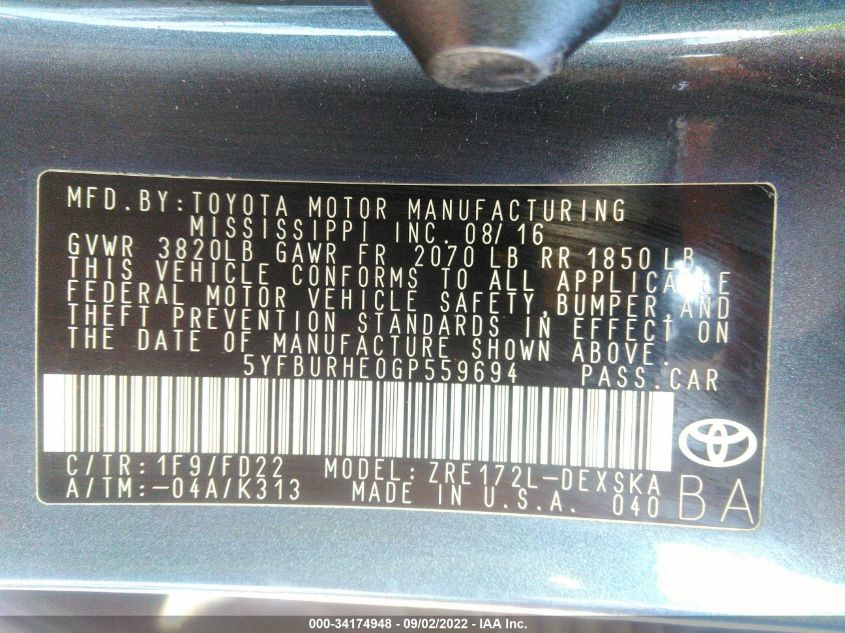 MFD.BY:TOYOTA MOTOR MANUFACTURING
MISSISSIPPI INC. 08/16
GVWR 3820LB GAWR FR 2070 LB RR 1850 LB
THIS VEHICLE CONFORMS TO ALL APPLICABLE
FEDERAL MOTOR VEHICLE SAFETY,BUMPER,AND
THEFT PREVENTION STANDARDS IN EFFECT ON
THE DATE OF MANUFACTURE SHOWN ABOVE.
5YFBURHE0GP559694 PASS.CAR
C/TR:1F9/FD22 MODEL:ZRE172L-DEXSKA
A/TM:-04A/K313 MADE IN U.S.A. 040 BA
000-34174948 - 09/02/2022 - IAA Inc.